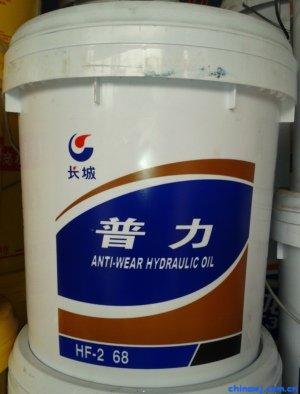 长城
普力
ANTI-WEAR HYDRAULIC OIL
HF-2 68
chinawj.com.cn